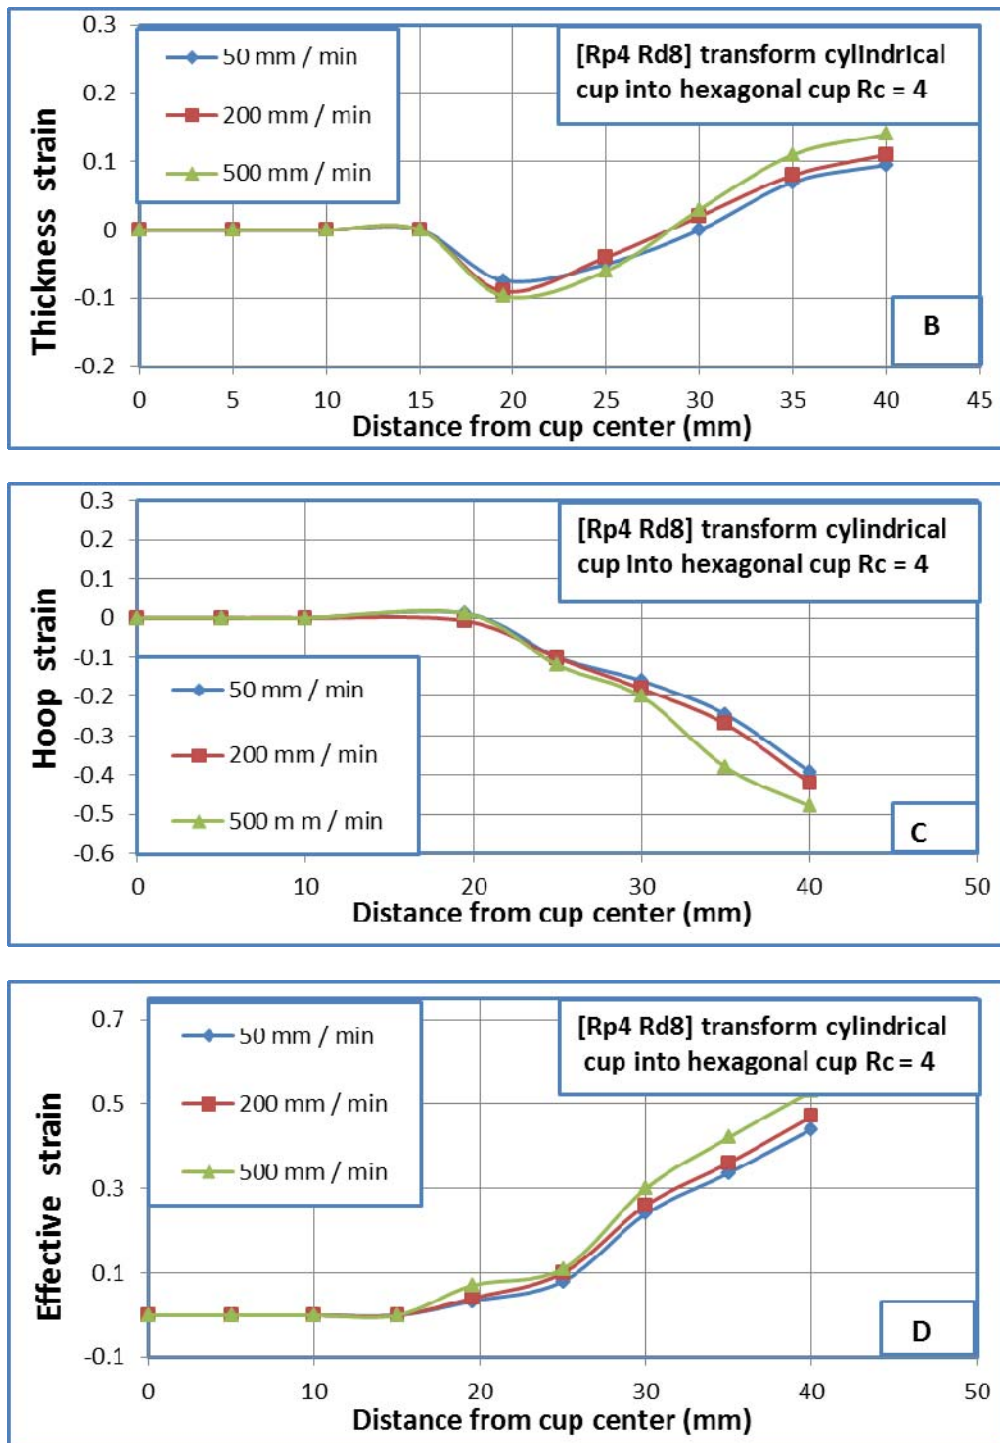 0.3
50 mm / min
[Rp4 Rd8] transform cylindrical
cup into hexagonal cup Rc = 4
0.2
200 mm / min
0.1
500 mm / min
0
-0.1
-0.2
Thickness strain
B
0 5 10 15 20 25 30 35 40 45
Distance from cup center (mm)
0.3
[Rp4 Rd8] transform cylindrical
cup Into hexagonal cup Rc = 4
0.2
0.1
0
-0.1
-0.2
-0.3
-0.4
-0.5
-0.6
Hoop strain
50 mm / min
200 mm / min
500 m m / min
C
0 10 20 30 40 50
Distance from cup center (mm)
0.7
50 mm / min
[Rp4 Rd8] transform cylindrical
cup into hexagonal cup Rc = 4
200 mm / min
0.5
500 mm / min
0.3
0.1
-0.1
Effective strain
D
0 10 20 30 40 50
Distance from cup center (mm)